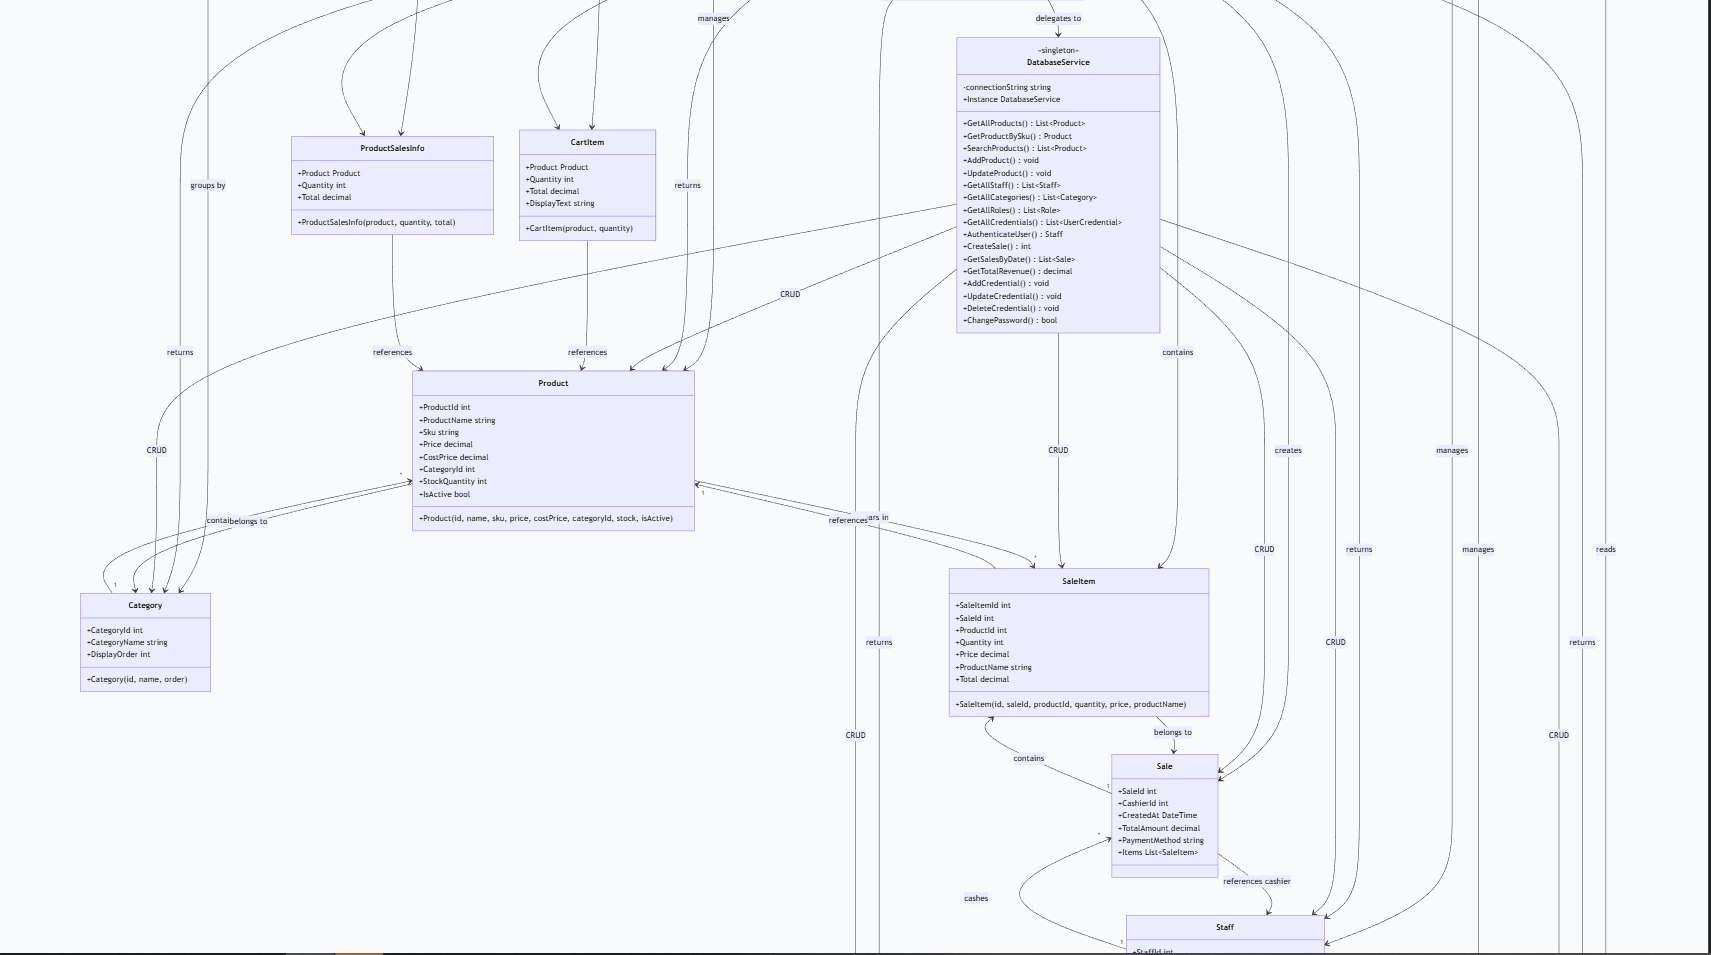 manages
delegates to
«singleton»
DatabaseService
-connectionString string
+Instance DatabaseService
+GetAllProducts() : List<Product>
+GetProductBySku() : Product
+SearchProducts() : List<Product>
+AddProduct() : void
+UpdateProduct() : void
+GetAllStaff() : List<Staff>
+GetAllCategories() : List<Category>
+GetAllRoles() : List<Role>
+GetAllCredentials() : List<UserCredential>
+AuthenticateUser() : Staff
+CreateSale() : int
+GetSalesByDate() : List<Sale>
+GetTotalRevenue() : decimal
+AddCredential() : void
+UpdateCredential() : void
+DeleteCredential() : void
+ChangePassword() : bool
ProductSalesInfo
+Product Product
+Quantity int
+Total decimal
+ProductSalesInfo(product, quantity, total)
CartItem
+Product Product
+Quantity int
+Total decimal
+DisplayText string
+CartItem(product, quantity)
groups by
returns
CRUD
returns
references
references
contains
Product
+ProductId int
+ProductName string
+Sku string
+Price decimal
+CostPrice decimal
+CategoryId int
+StockQuantity int
+IsActive bool
+Product(id, name, sku, price, costPrice, categoryId, stock, isActive)
CRUD
CRUD
creates
manages
*
1
belongs to
references
ars in
CRUD
returns
manages
reads
*
1
Category
+CategoryId int
+CategoryName string
+DisplayOrder int
+Category(id, name, order)
SaleItem
+SaleItemId int
+SaleId int
+ProductId int
+Quantity int
+Price decimal
+ProductName string
+Total decimal
+SaleItem(id, saleId, productId, quantity, price, productName)
returns
CRUD
returns
CRUD
belongs to
CRUD
contains
1
Sale
+SaleId int
+CashierId int
+CreatedAt DateTime
+TotalAmount decimal
+PaymentMethod string
+Items List<SaleItem>
*
references cashier
cashes
1
Staff
+StaffId int